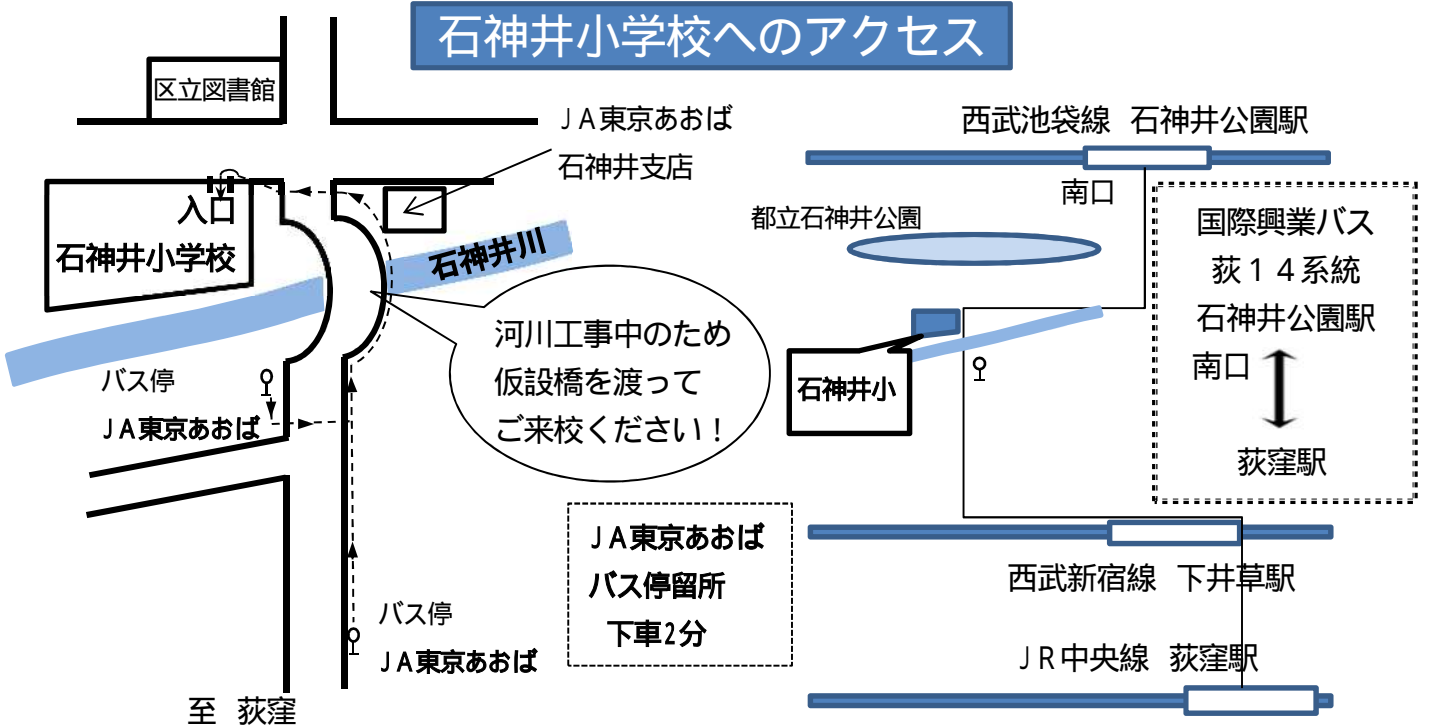 石神井小学校へのアクセス
区立図書館
ＪＡ東京あおば
石神井支店
入口
石神井小学校
石神井川
河川工事中のため
仮設橋を渡って
ご来校ください！
バス停
ＪＡ東京あおば
バス停
ＪＡ東京あおば
至　荻窪
ＪＡ東京あおば
バス停留所
下車2分
西武池袋線　石神井公園駅
南口
都立石神井公園
石神井小
西武新宿線　下井草駅
ＪＲ中央線　荻窪駅
国際興業バス
荻１４系統
石神井公園駅
南口
荻窪駅